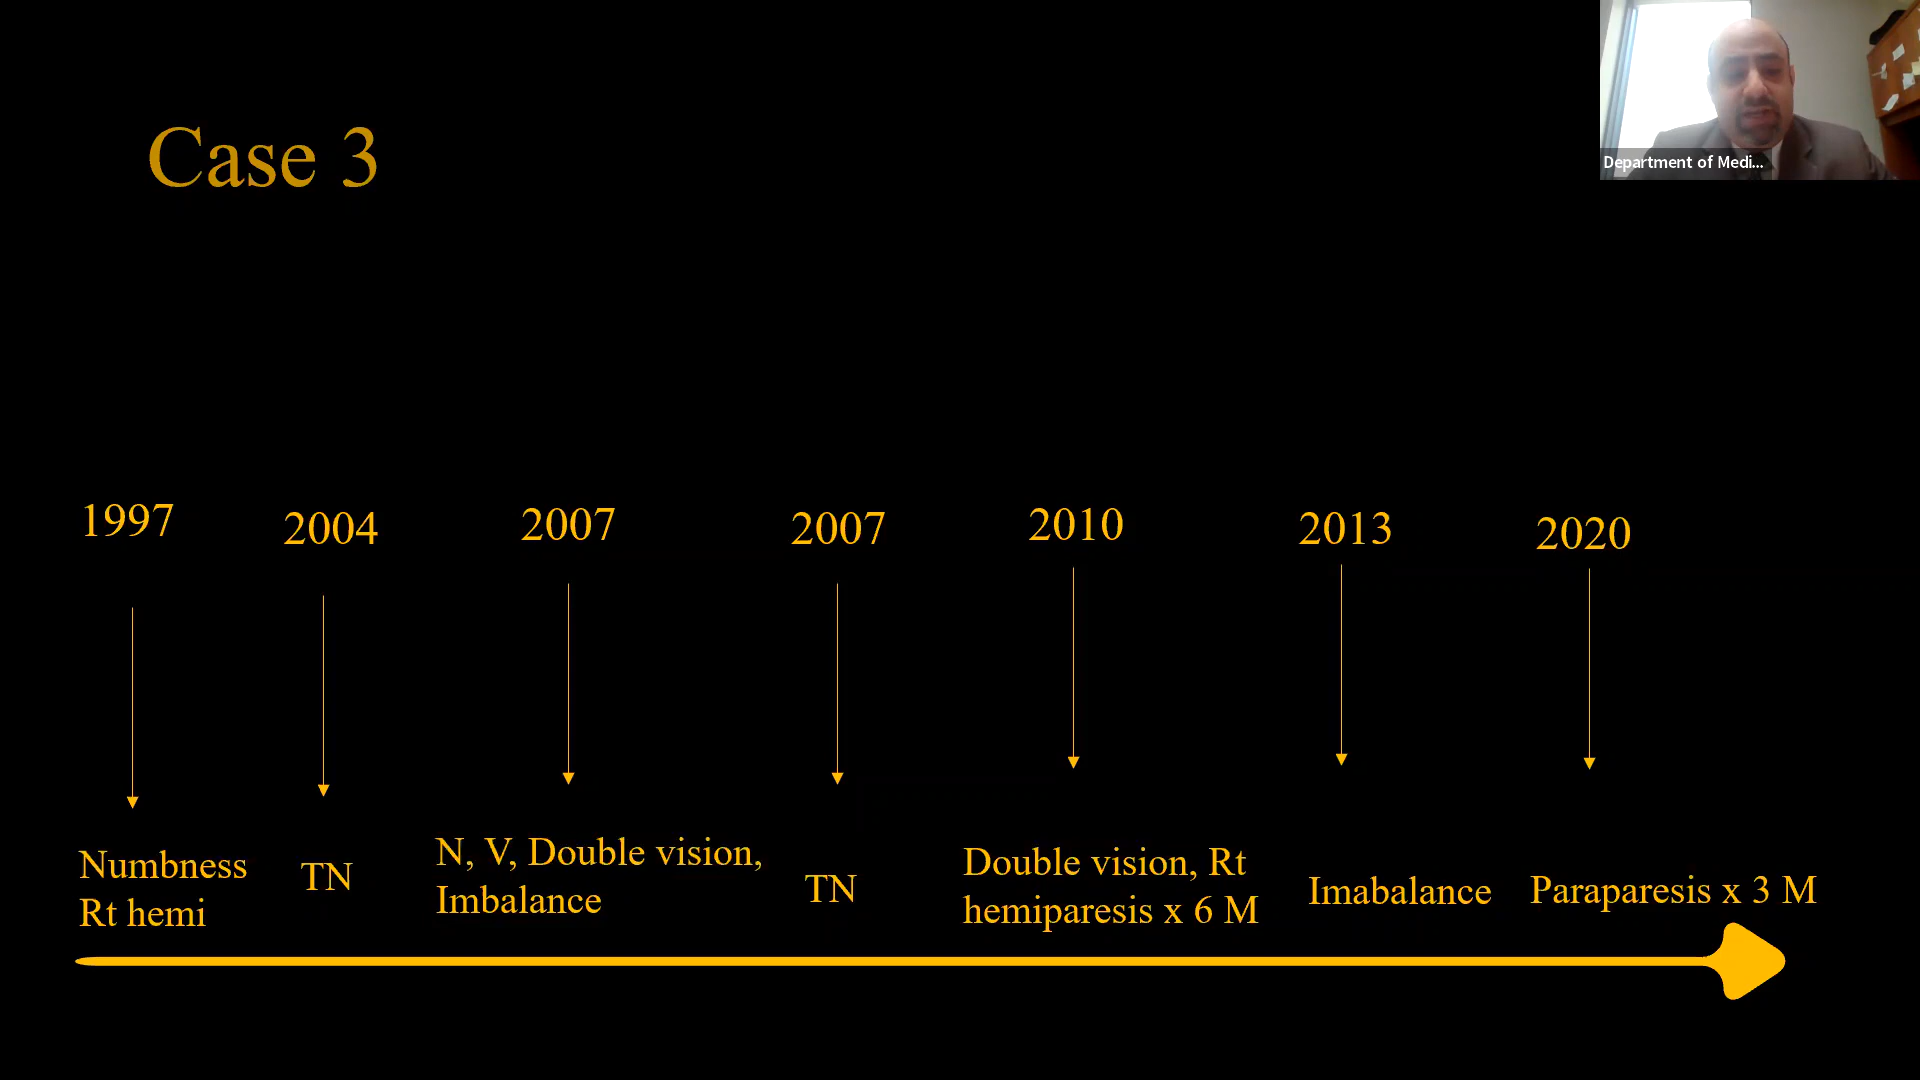 Department of Medi...
Case 3
1997
2004
2007
2007
2010
2013
2020
Numbness
Rt hemi
TN
N, V, Double vision,
Imbalance
TN
Double vision, Rt
hemiparesis x 6 M
Imabalance
Paraparesis x 3 M